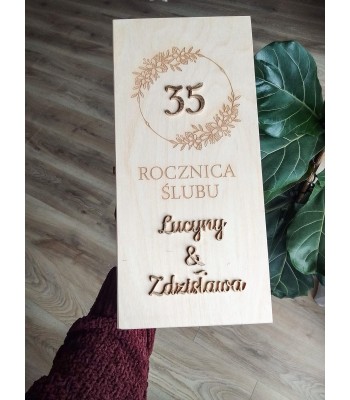 35
ROCZNICA
ŚLUBU
Lucyny
&
Zdzisława